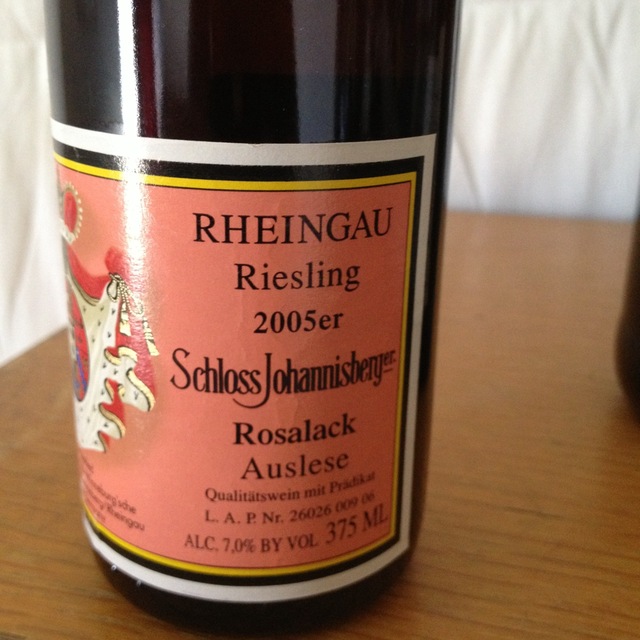 RHEINGAU
Riesling
2005er
Schloss Johannisberger
Rosalack
Auslese
Qualitätswein mit Prädikat
L. A. P. Nr. 26026 009 06
ALC. 7,0% BY VOL 375 ML
Rheingau